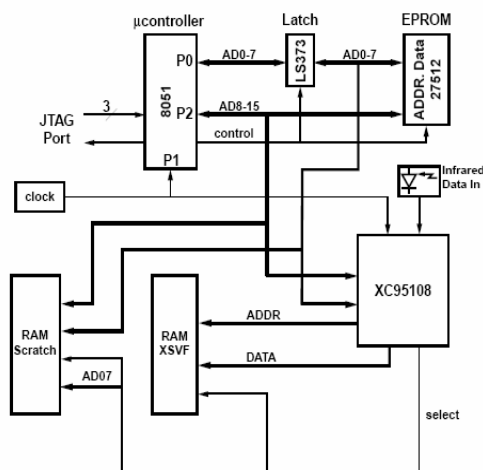 µcontroller
Latch
EPROM
P0
AD0-7
LS373
AD0-7
ADDR. Data
27512
8051
3
JTAG
Port
P2
AD8-15
control
P1
clock
Infrared
Data In
XC95108
RAM
Scratch
AD07
RAM
XSVF
ADDR
DATA
select